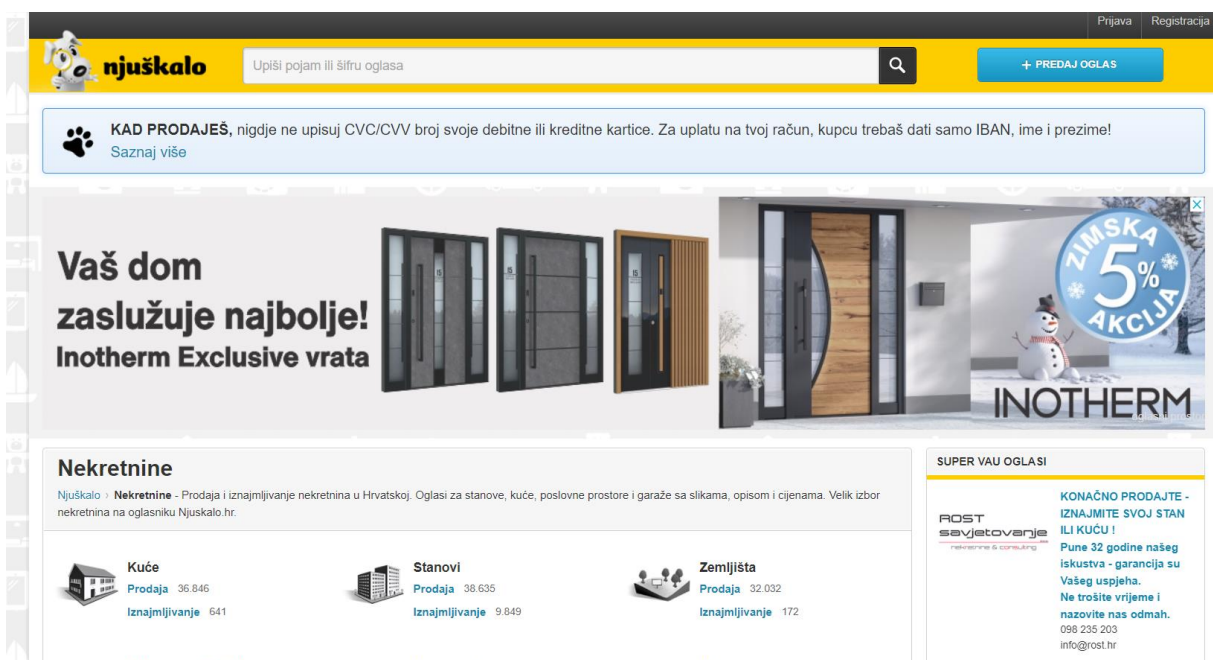 Prijava Registracija
njuškalo
Upiši pojam ili šifru oglasa
+ PREDAJ OGLAS
KAD PRODAJEŠ, nigdje ne upisuj CVC/CVV broj svoje debitne ili kreditne kartice. Za uplatu na tvoj račun, kupcu trebaš dati samo IBAN, ime i prezime!
Saznaj više
Vaš dom
zaslužuje najbolje!
Inotherm Exclusive vrata
15
15
15
ZIMSKA
5%
AKCIJA
INOTHERM
Nekretnine
Njuškalo › Nekretnine - Prodaja i iznajmljivanje nekretnina u Hrvatskoj. Oglasi za stanove, kuće, poslovne prostore i garaže sa slikama, opisom i cijenama. Velik izbor
nekretnina na oglasniku Njuskalo.hr.
Kuće
Prodaja 36.846
Iznajmljivanje 641
Stanovi
Prodaja 38.635
Iznajmljivanje 9.849
Zemljišta
Prodaja 32.032
Iznajmljivanje 172
SUPER VAU OGLASI
ROST
savjetovanje
nekretnine & consulting
KONAČNO PRODAJTE -
IZNAJMITE SVOJ STAN
ILI KUĆU !
Pune 32 godine našeg
iskustva - garancija su
Vašeg uspjeha.
Ne trošite vrijeme i
nazovite nas odmah.
098 235 203
info@rost.hr